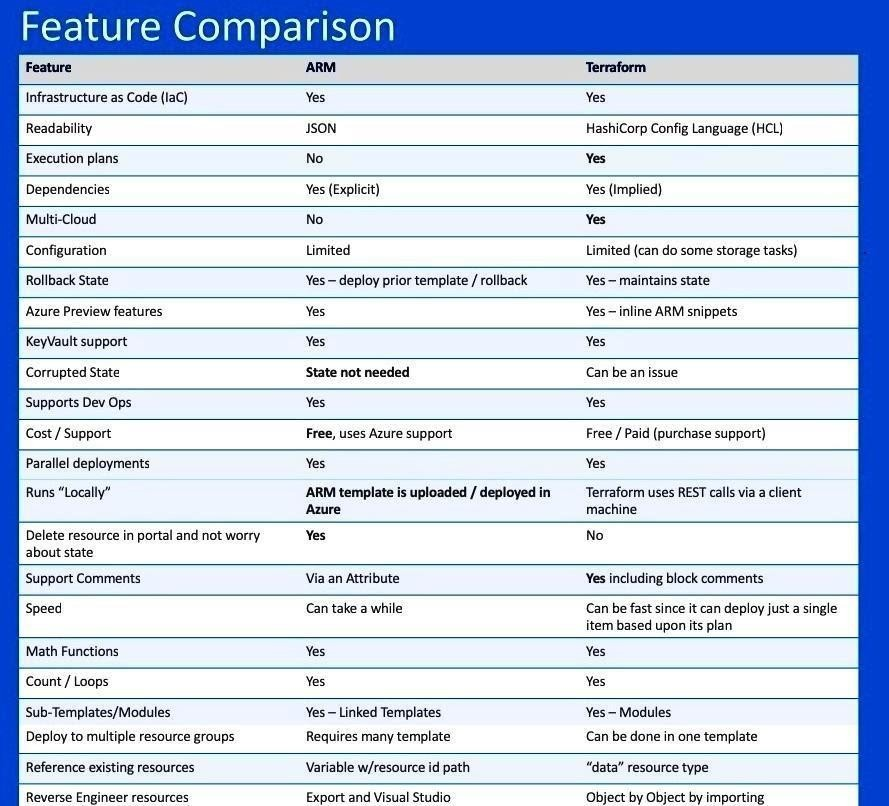 Feature Comparison
Feature ARM Terraform
Infrastructure as Code (IaC) Yes Yes
Readability JSON HashiCorp Config Language (HCL)
Execution plans No Yes
Dependencies Yes (Explicit) Yes (Implied)
Multi-Cloud No Yes
Configuration Limited Limited (can do some storage tasks)
Rollback State Yes – deploy prior template / rollback Yes – maintains state
Azure Preview features Yes Yes – inline ARM snippets
KeyVault support Yes Yes
Corrupted State State not needed Can be an issue
Supports Dev Ops Yes Yes
Cost / Support Free, uses Azure support Free / Paid (purchase support)
Parallel deployments Yes Yes
Runs “Locally” ARM template is uploaded / deployed in Terraform uses REST calls via a client
Azure machine
Delete resource in portal and not worry Yes No
about state
Support Comments Via an Attribute Yes including block comments
Speed Can take a while Can be fast since it can deploy just a single
item based upon its plan
Math Functions Yes Yes
Count / Loops Yes Yes
Sub-Templates/Modules Yes – Linked Templates Yes – Modules
Deploy to multiple resource groups Requires many template Can be done in one template
Reference existing resources Variable w/resource id path “data” resource type
Reverse Engineer resources Export and Visual Studio Object by Object by importing